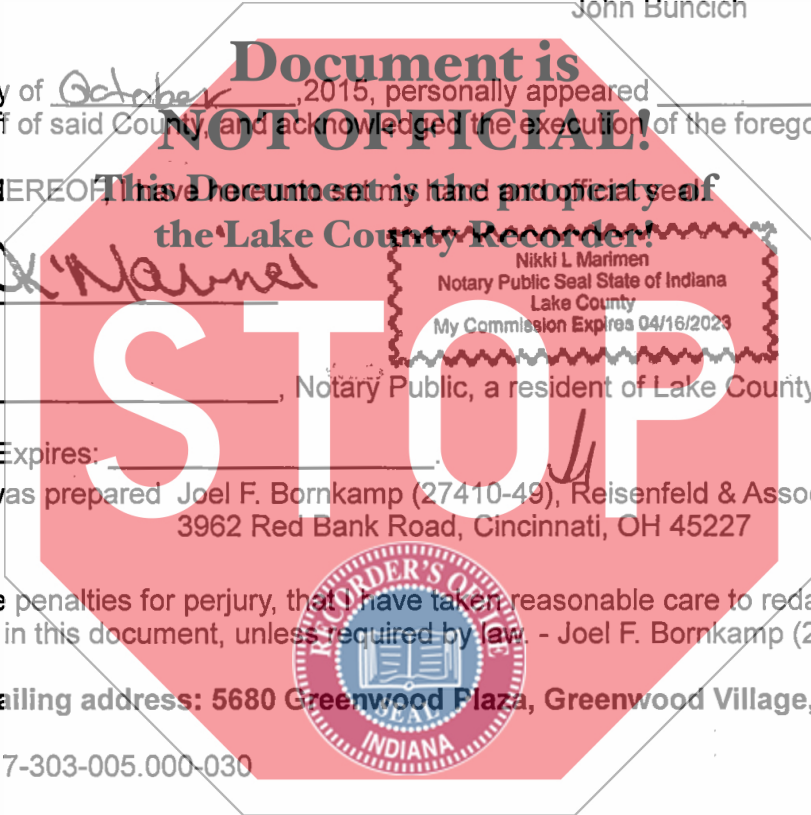 John Buncich
Document is
y of October, 2015, personally appeared
NOT OFFICIAL!
f of said County, and acknowledged the execution of the forego
EREOF, I have hereunto set my hand and official seal.
This Document is the property of
the Lake County Recorder!
Nikki L Marimen
Notary Public Seal State of Indiana
Lake County
My Commission Expires 04/16/2023
STOP
, Notary Public, a resident of Lake County
Expires:
was prepared Joel F. Bornkamp (27410-49), Reisenfeld & Asso
3962 Red Bank Road, Cincinnati, OH 45227
e penalties for perjury, that I have taken reasonable care to reda
in this document, unless required by law. - Joel F. Bornkamp (2
ailing address: 5680 Greenwood Plaza, Greenwood Village,
RECORDER'S OFFICE
SEAL
INDIANA
7-303-005.000-030